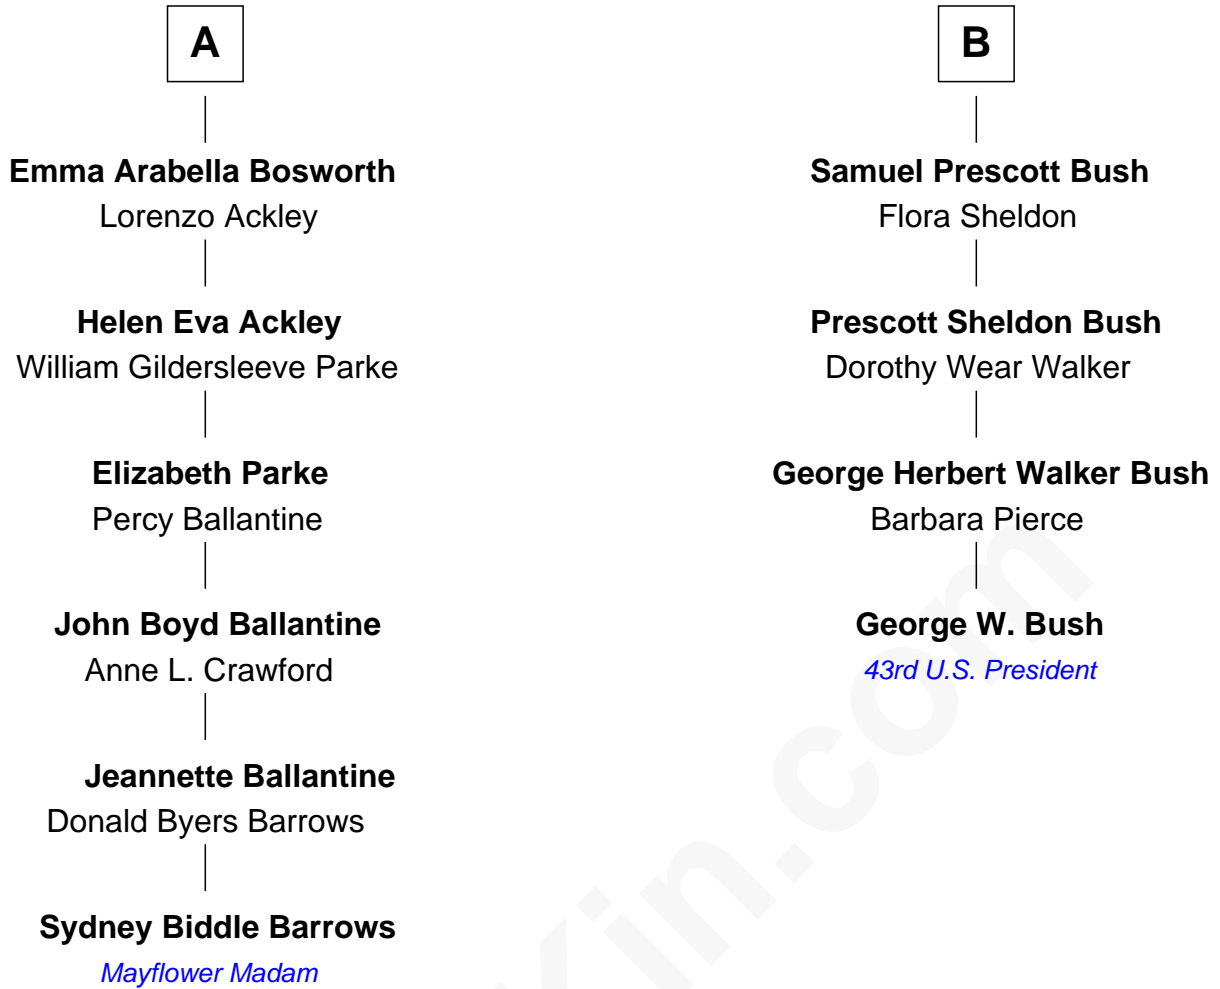 A
B
Emma Arabella Bosworth
Lorenzo Ackley
Samuel Prescott Bush
Flora Sheldon
Helen Eva Ackley
William Gildersleeve Parke
Prescott Sheldon Bush
Dorothy Wear Walker
Elizabeth Parke
Percy Ballantine
George Herbert Walker Bush
Barbara Pierce
John Boyd Ballantine
Anne L. Crawford
George W. Bush
43rd U.S. President
Jeannette Ballantine
Donald Byers Barrows
Sydney Biddle Barrows
Mayflower Madam
Kin.com